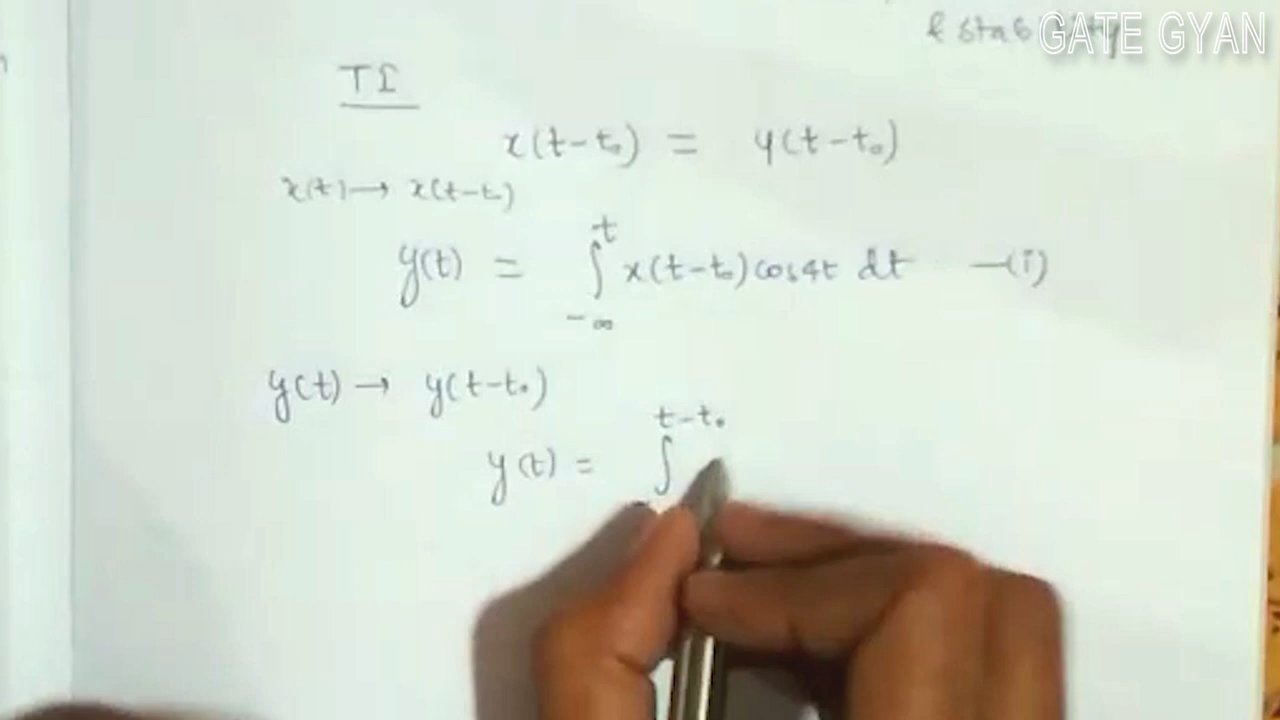 GATE GYAN
TI
x(t-t₀) = y(t-t₀)
x(t) → x(t-t₀)
y(t) = ∫_{-∞}^{t} x(t-t₀) cos4t dt —(i)
y(t) → y(t-t₀)
y(t) = ∫^{t-t₀}